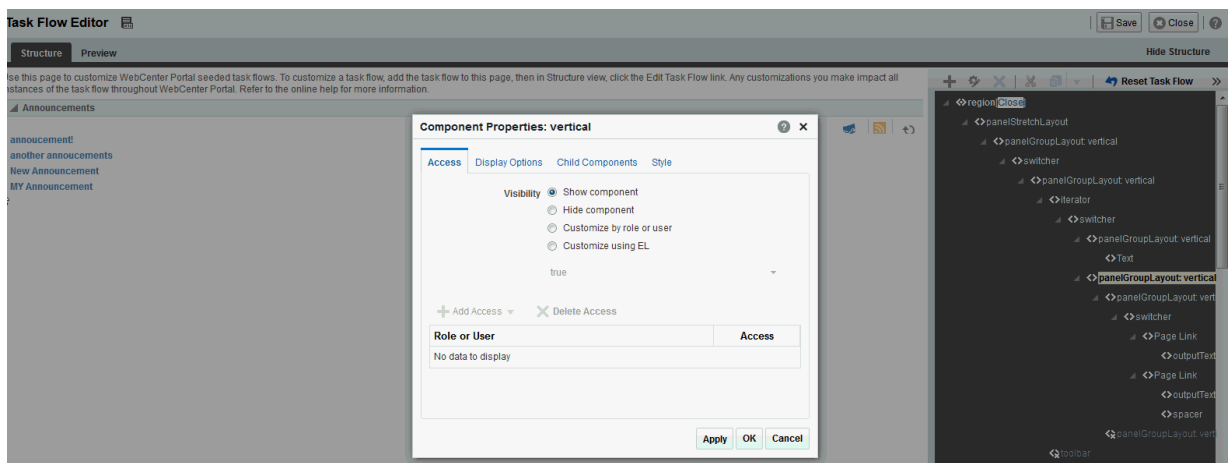 Task Flow Editor
Save
Close
Structure
Preview
Hide Structure
Use this page to customize WebCenter Portal seeded task flows. To customize a task flow, add the task flow to this page, then in Structure view, click the Edit Task Flow link. Any customizations you make impact all
instances of the task flow throughout WebCenter Portal. Refer to the online help for more information.
Reset Task Flow
Announcements
annoucement!
another annoucements
New Announcement
MY Announcement
Component Properties: vertical
Access
Display Options
Child Components
Style
Visibility
Show component
Hide component
Customize by role or user
Customize using EL
true
Add Access
Delete Access
Role or User
Access
No data to display
Apply
OK
Cancel
region
Close
panelStretchLayout
panelGroupLayout: vertical
switcher
panelGroupLayout: vertical
iterator
switcher
panelGroupLayout: vertical
Text
panelGroupLayout: vertical
panelGroupLayout: vert
switcher
Page Link
outputText
Page Link
outputText
spacer
panelGroupLayout: vert
toolbar